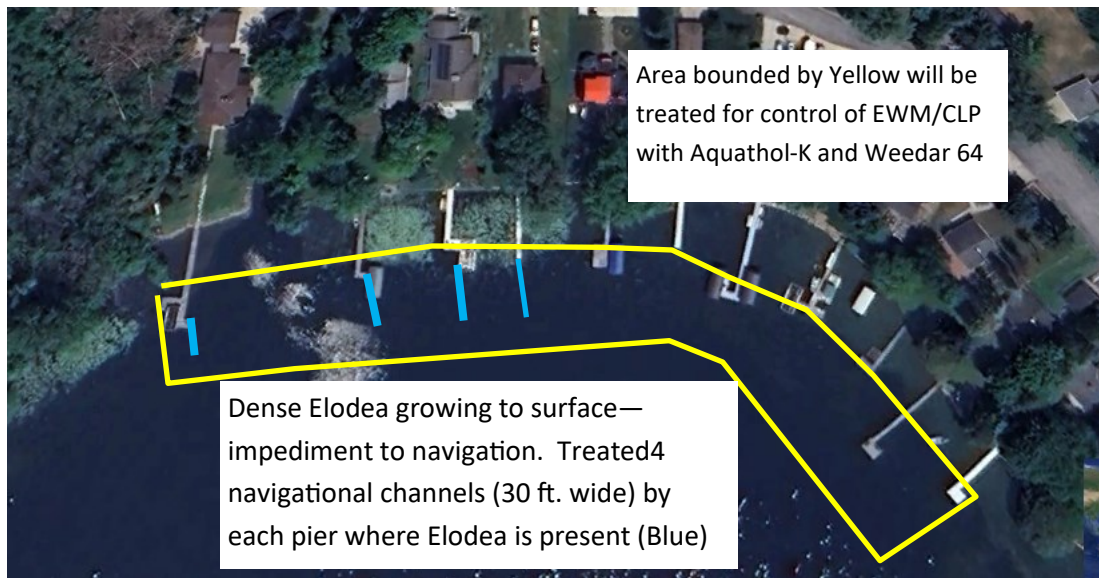 Area bounded by Yellow will be
treated for control of EWM/CLP
with Aquathol-K and Weedar 64
Dense Elodea growing to surface—
impediment to navigation.  Treated4
navigational channels (30 ft. wide) by
each pier where Elodea is present (Blue)